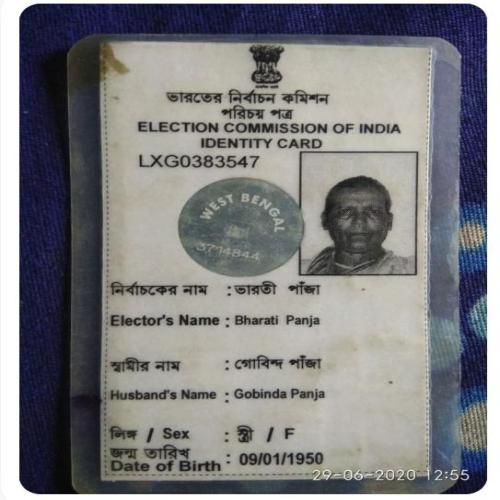 ভারতের নির্বাচন কমিশন
পরিচয় পত্র
ELECTION COMMISSION OF INDIA
IDENTITY CARD
LXG0383547
WEST BENGAL
3714844
নির্বাচকের নাম : ভারতী পাঁজা
Elector's Name : Bharati Panja
স্বামীর নাম : গোবিন্দ পাঁজা
Husband's Name : Gobinda Panja
লিঙ্গ / Sex : স্ত্রী / F
জন্ম তারিখ
Date of Birth : 09/01/1950
29-06-2020 12:55